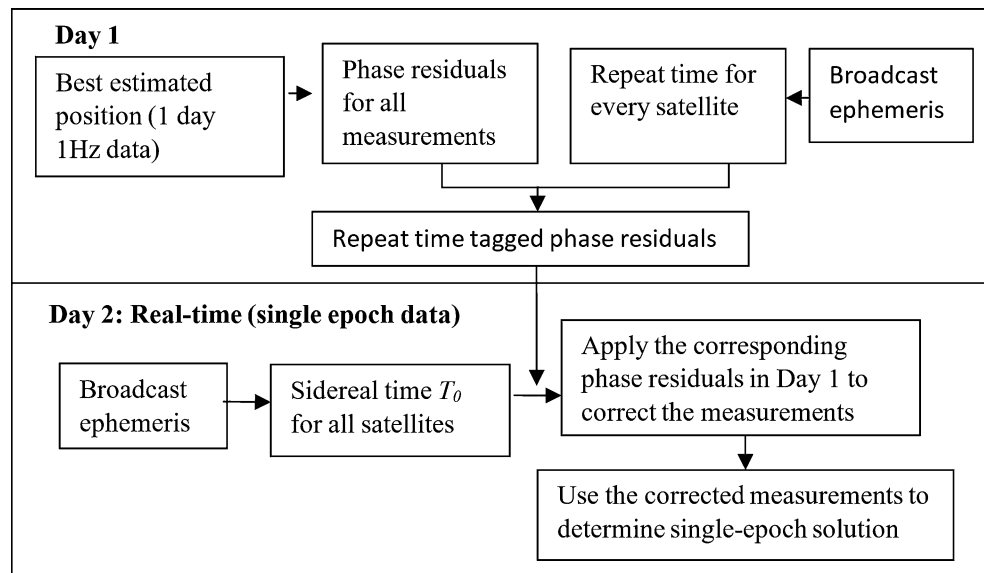 Day 1
Best estimated
position (1 day
1Hz data)
Phase residuals
for all
measurements
Repeat time for
every satellite
Broadcast
ephemeris
Repeat time tagged phase residuals
Day 2: Real-time (single epoch data)
Broadcast
ephemeris
Sidereal time T₀
for all satellites
Apply the corresponding
phase residuals in Day 1 to
correct the measurements
Use the corrected measurements to
determine single-epoch solution